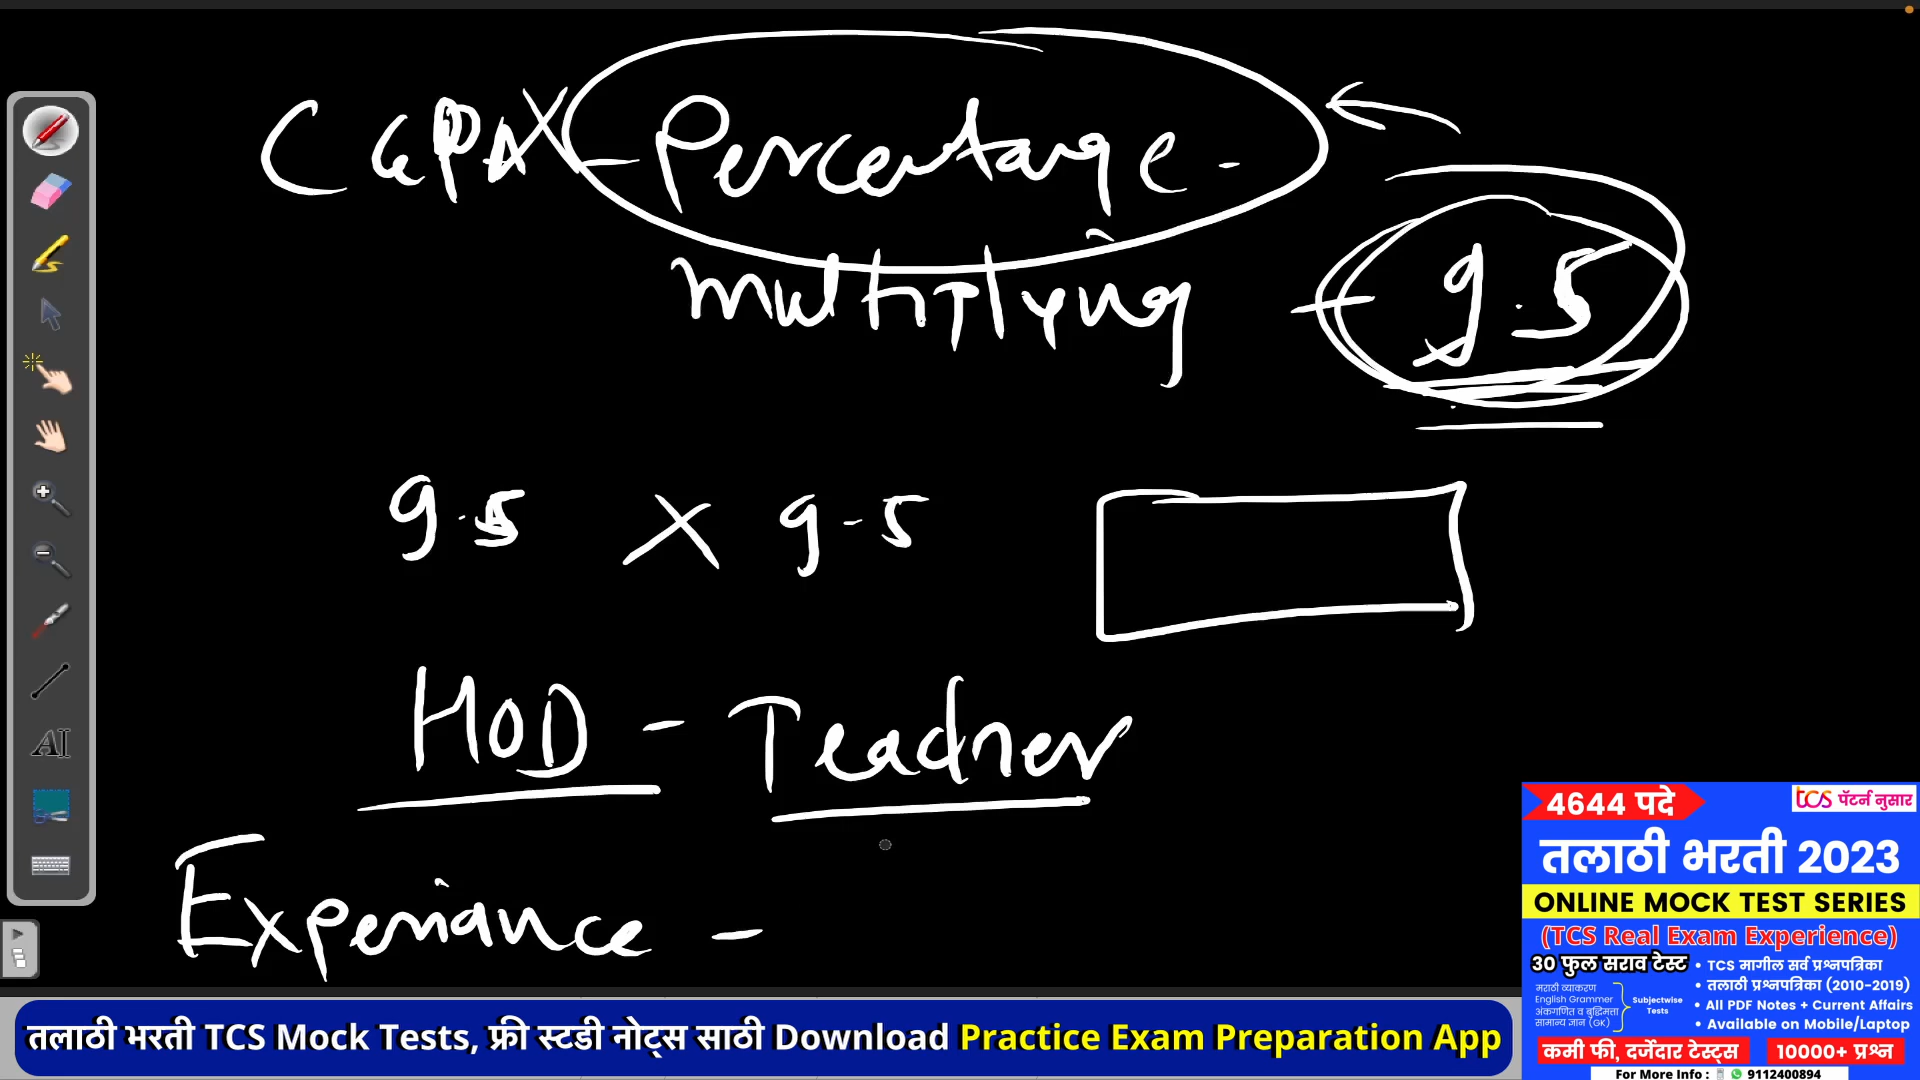 CGPA X - Percentage -
multiplying - 9.5
9.5 X 9-5
HOD - Teacher
Experiance -
4644 पदे
tcs पॅटर्न नुसार
तलाठी भरती 2023
ONLINE MOCK TEST SERIES
(TCS Real Exam Experience)
30 फुल सराव टेस्ट
मराठी व्याकरण
English Grammer
अंकगणित व बुद्धिमत्ता
सामान्य ज्ञान (GK)
Subjectwise
Tests
• TCS मागील सर्व प्रश्नपत्रिका
• तलाठी प्रश्नपत्रिका (2010-2019)
• All PDF Notes + Current Affairs
• Available on Mobile/Laptop
कमी फी, दर्जेदार टेस्ट्स
10000+ प्रश्न
For More Info : 9112400894
तलाठी भरती TCS Mock Tests, फ्री स्टडी नोट्स साठी Download Practice Exam Preparation App